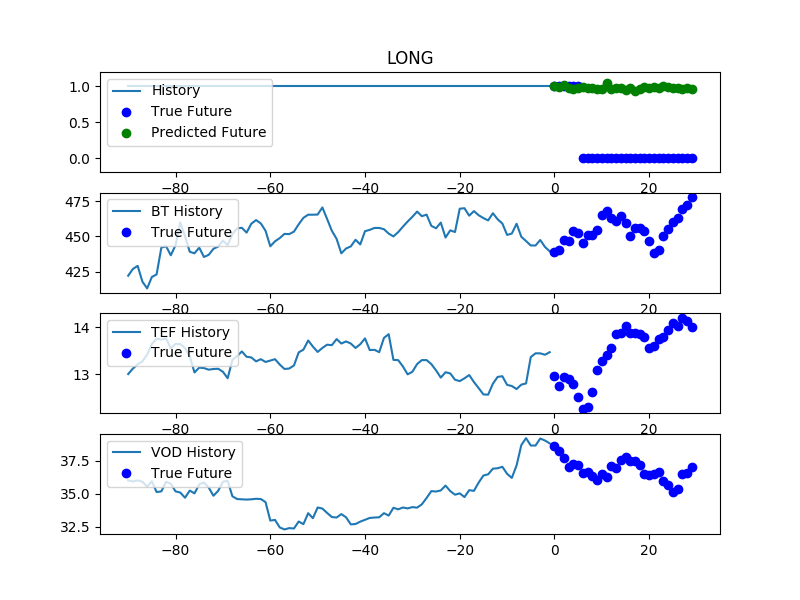 LONG
1.0
0.5
0.0
History
True Future
Predicted Future
−80 −60 −40 −20 0 20
475
450
425
BT History
True Future
−80 −60 −40 −20 0 20
14
13
TEF History
True Future
−80 −60 −40 −20 0 20
37.5
35.0
32.5
VOD History
True Future
−80 −60 −40 −20 0 20